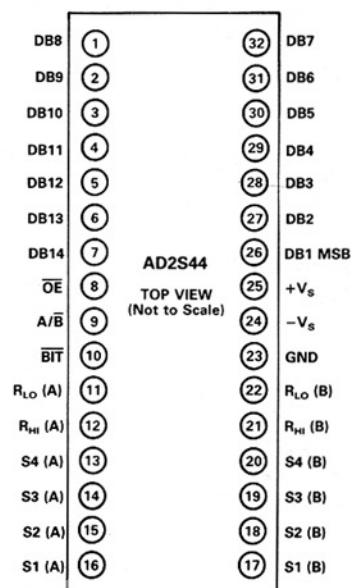 DB8 1 32 DB7
DB9 2 31 DB6
DB10 3 30 DB5
DB11 4 29 DB4
DB12 5 28 DB3
DB13 6 27 DB2
DB14 7 26 DB1 MSB
AD2S44
TOP VIEW
(Not to Scale)
O̅E̅ 8 25 +Vs
A/B̅ 9 24 −Vs
B̅I̅T̅ 10 23 GND
RLO (A) 11 22 RLO (B)
RHI (A) 12 21 RHI (B)
S4 (A) 13 20 S4 (B)
S3 (A) 14 19 S3 (B)
S2 (A) 15 18 S2 (B)
S1 (A) 16 17 S1 (B)